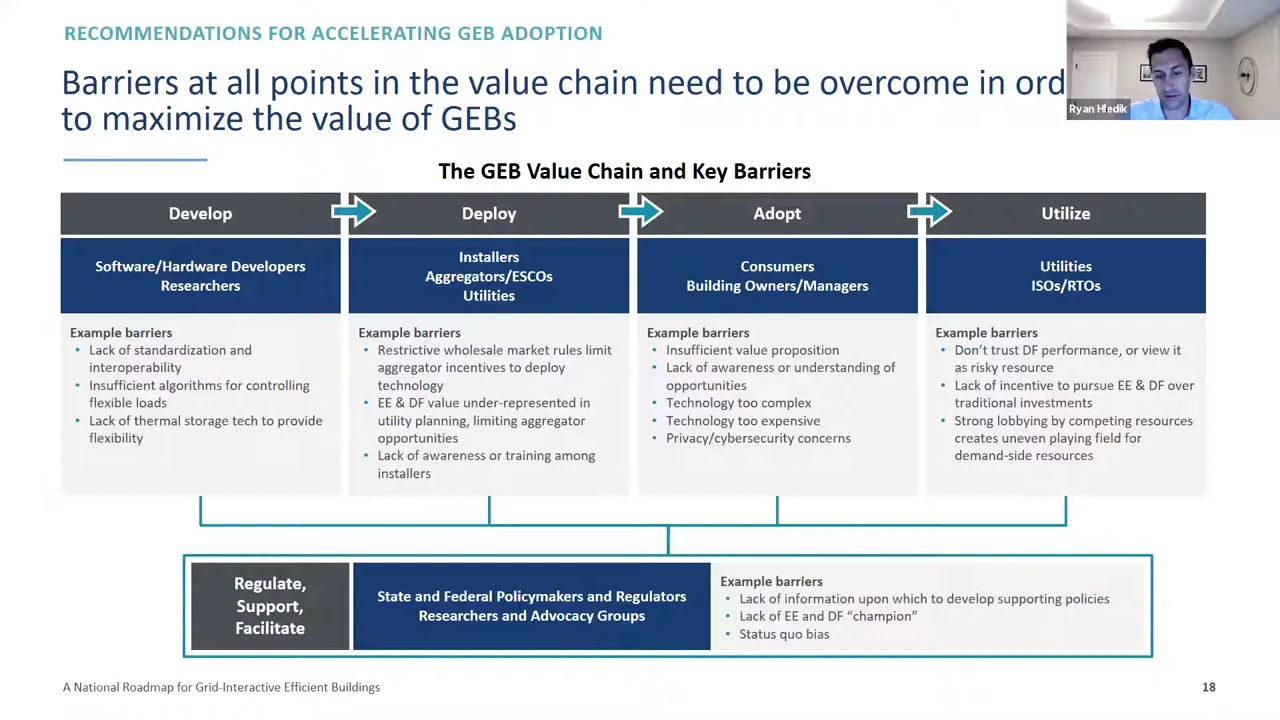 RECOMMENDATIONS FOR ACCELERATING GEB ADOPTION
Barriers at all points in the value chain need to be overcome in ord
to maximize the value of GEBs
Ryan Hledik
The GEB Value Chain and Key Barriers
Develop
Deploy
Adopt
Utilize
Software/Hardware Developers
Researchers
Installers
Aggregators/ESCOs
Utilities
Consumers
Building Owners/Managers
Utilities
ISOs/RTOs
Example barriers
• Lack of standardization and
interoperability
• Insufficient algorithms for controlling
flexible loads
• Lack of thermal storage tech to provide
flexibility
Example barriers
• Restrictive wholesale market rules limit
aggregator incentives to deploy
technology
• EE & DF value under-represented in
utility planning, limiting aggregator
opportunities
• Lack of awareness or training among
installers
Example barriers
• Insufficient value proposition
• Lack of awareness or understanding of
opportunities
• Technology too complex
• Technology too expensive
• Privacy/cybersecurity concerns
Example barriers
• Don't trust DF performance, or view it
as risky resource
• Lack of incentive to pursue EE & DF over
traditional investments
• Strong lobbying by competing resources
creates uneven playing field for
demand-side resources
Regulate,
Support,
Facilitate
State and Federal Policymakers and Regulators
Researchers and Advocacy Groups
Example barriers
• Lack of information upon which to develop supporting policies
• Lack of EE and DF “champion”
• Status quo bias
A National Roadmap for Grid-Interactive Efficient Buildings
18